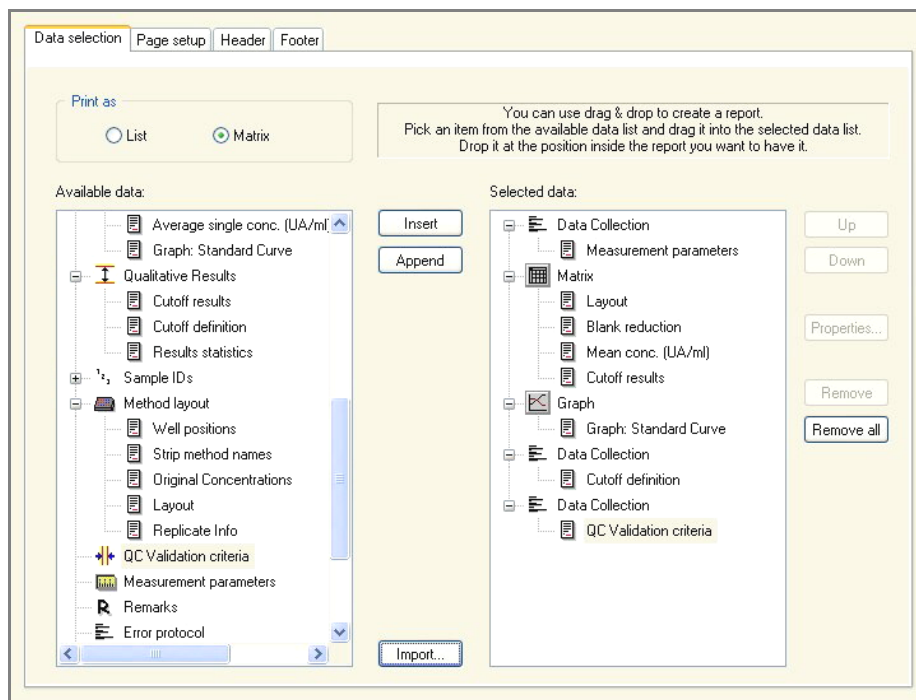 Data selection
Page setup
Header
Footer
Print as
List
Matrix
You can use drag & drop to create a report.
Pick an item from the available data list and drag it into the selected data list.
Drop it at the position inside the report you want to have it.
Available data:
Average single conc. (UA/ml)
Graph: Standard Curve
Qualitative Results
Cutoff results
Cutoff definition
Results statistics
Sample IDs
Method layout
Well positions
Strip method names
Original Concentrations
Layout
Replicate Info
QC Validation criteria
Measurement parameters
R Remarks
Error protocol
Insert
Append
Import...
Selected data:
Data Collection
Measurement parameters
Matrix
Layout
Blank reduction
Mean conc. (UA/ml)
Cutoff results
Graph
Graph: Standard Curve
Data Collection
Cutoff definition
Data Collection
QC Validation criteria
Up
Down
Properties...
Remove
Remove all